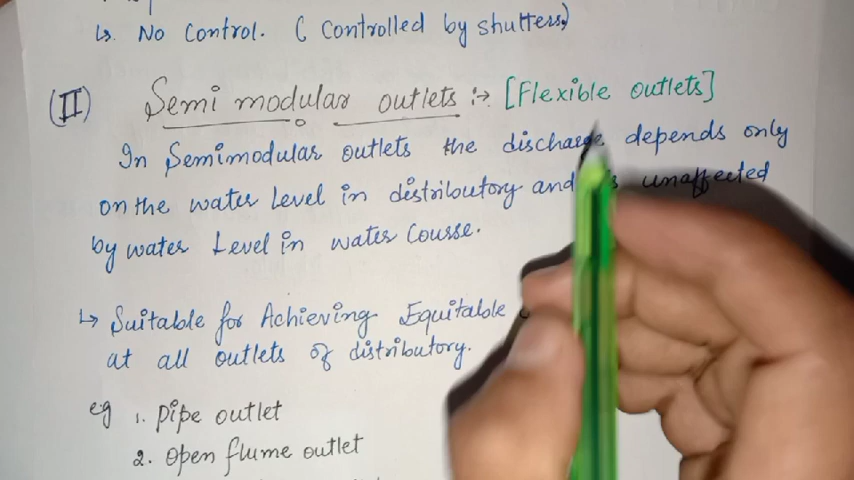 ↳ No Control. ( Controlled by shutters)
(II) Semi modular outlets :→ [Flexible outlets]
In Semimodular outlets the discharge depends only
on the water Level in distributory and is unaffected
by water Level in water Cousse.
↳ Suitable for Achieving Equitable
at all outlets of distributory.
eg 1. pipe outlet
2. open flume outlet